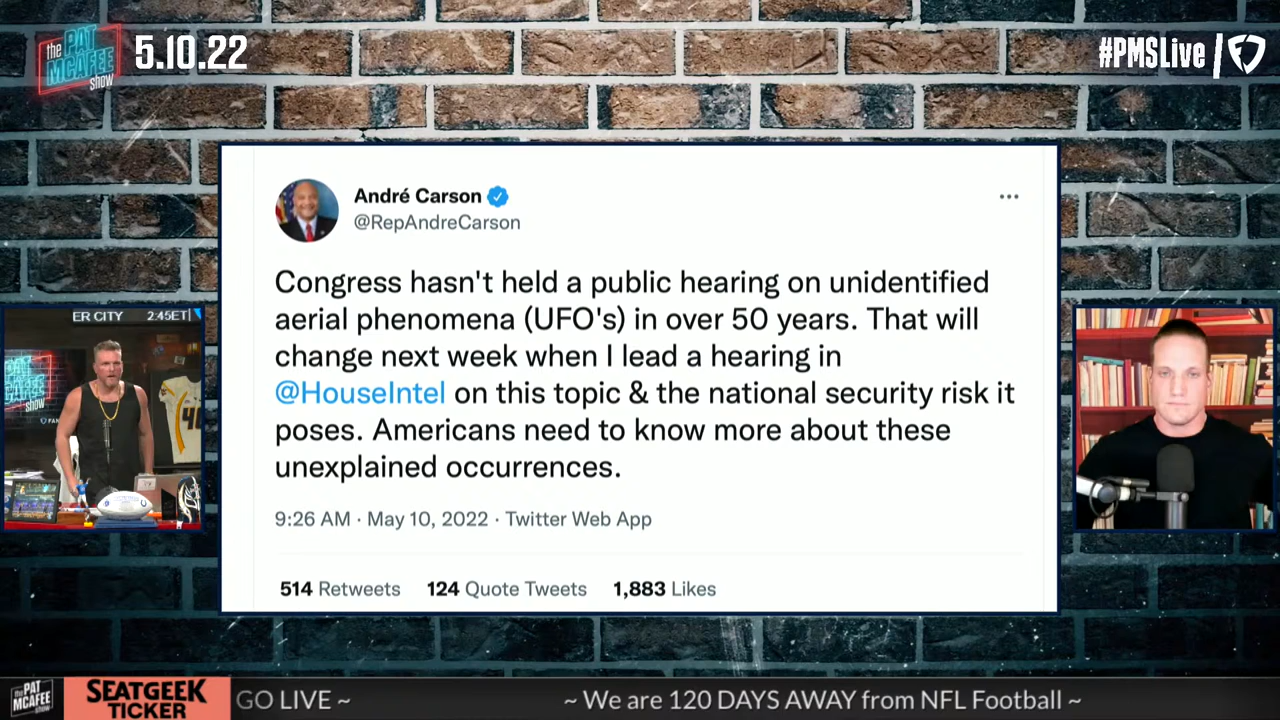 the
PAT
MCAFEE
show
5.10.22
#PMSLive
André Carson
@RepAndreCarson
Congress hasn't held a public hearing on unidentified
aerial phenomena (UFO's) in over 50 years. That will
change next week when I lead a hearing in
@HouseIntel on this topic & the national security risk it
poses. Americans need to know more about these
unexplained occurrences.
9:26 AM · May 10, 2022 · Twitter Web App
514 Retweets 124 Quote Tweets 1,883 Likes
ER CITY 2:45ET
the
PAT
MCAFEE
show
SEATGEEK
TICKER
GO LIVE ~ ~ We are 120 DAYS AWAY from NFL Football ~